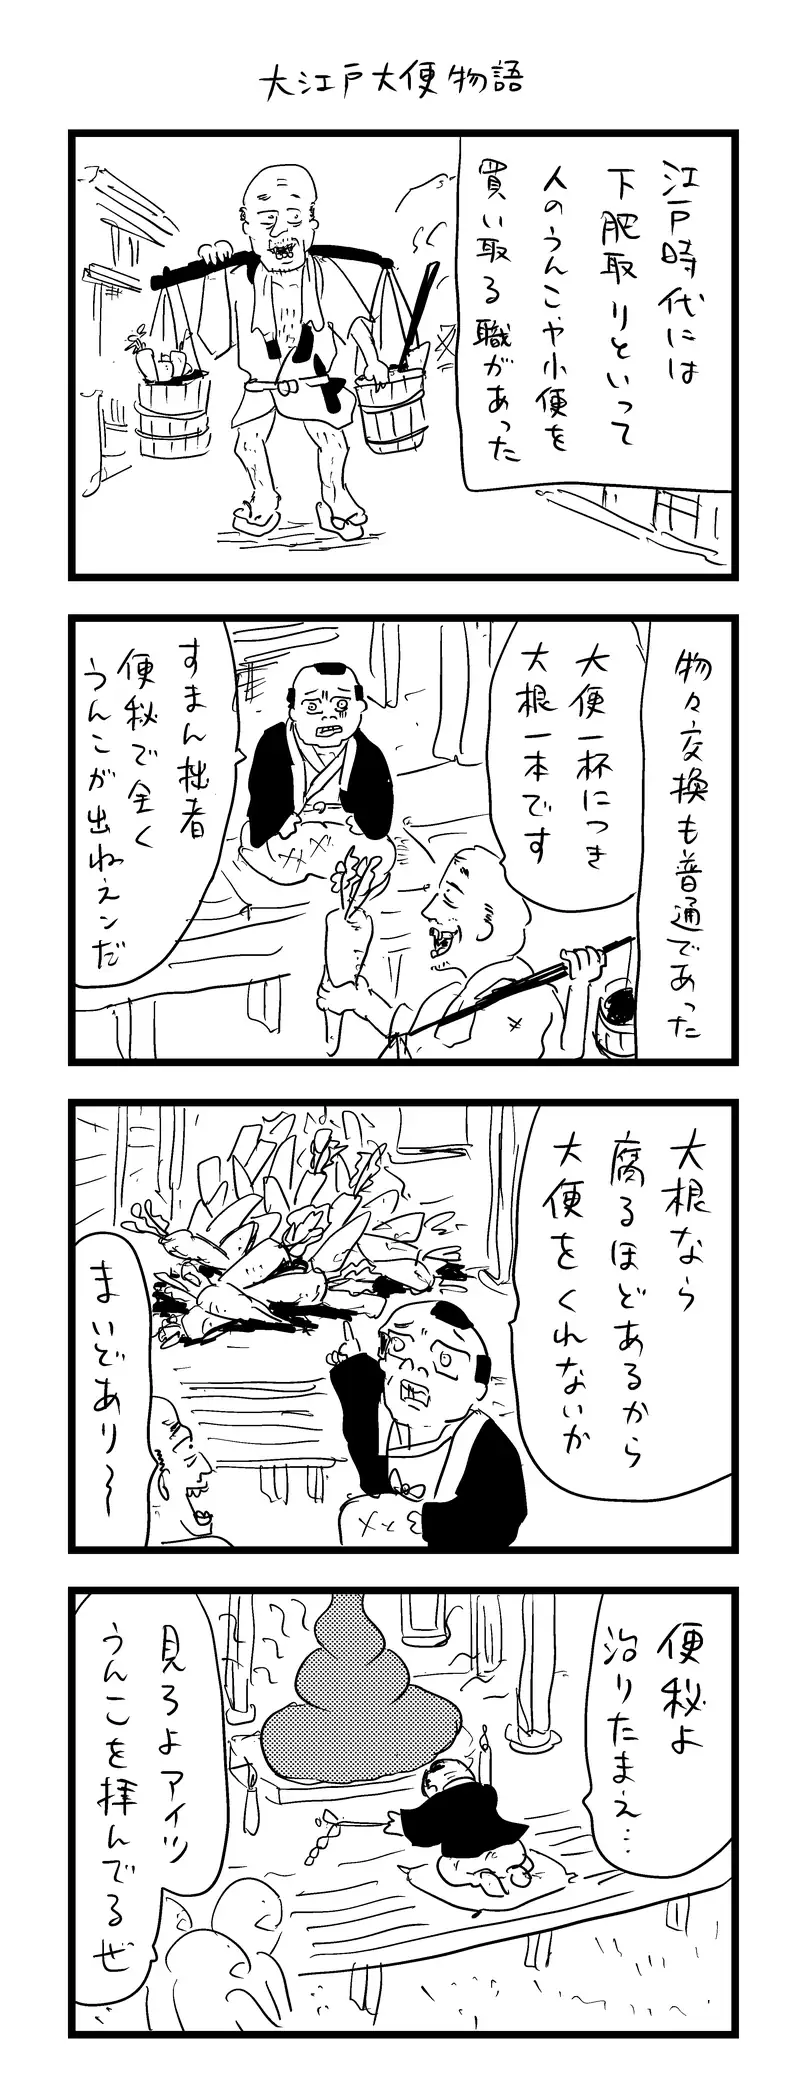 大江戸大便物語
江戸時代には
下肥取りといって
人のうんこや小便を
買い取る職があった
物々交換も普通であった
大便一杯につき
大根一本です
すまん拙者
便秘で全く
うんこが出ねえンだ
大根なら
腐るほどあるから
大便をくれないか
まいどあり〜
便秘よ
治りたまえ…
見ろよアイツ
うんこを拝んでるぜ